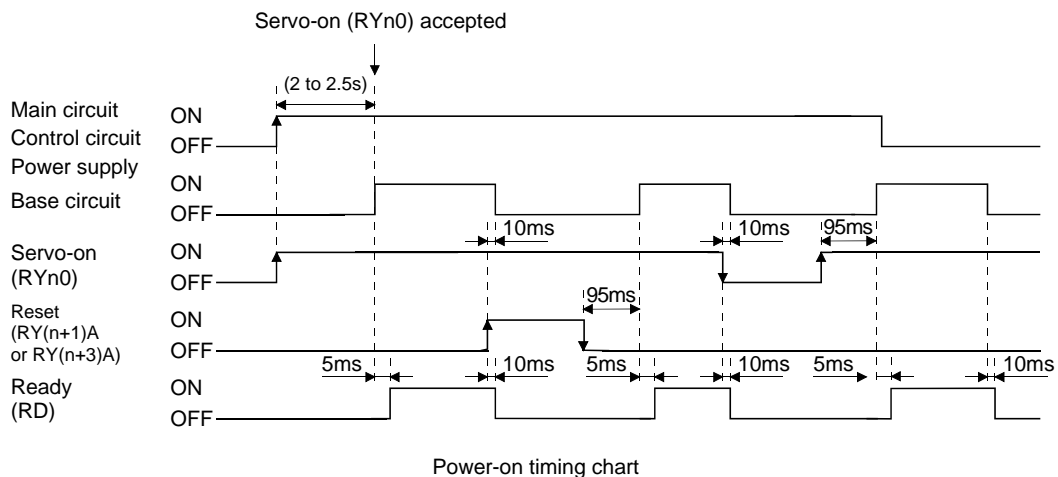 Servo-on (RYn0) accepted
(2 to 2.5s)
Main circuit
Control circuit
Power supply
ON
OFF
Base circuit
ON
OFF
10ms
10ms
95ms
Servo-on
(RYn0)
ON
OFF
95ms
Reset
(RY(n+1)A
or RY(n+3)A)
ON
OFF
5ms
10ms
5ms
10ms
5ms
10ms
Ready
(RD)
ON
OFF
Power-on timing chart